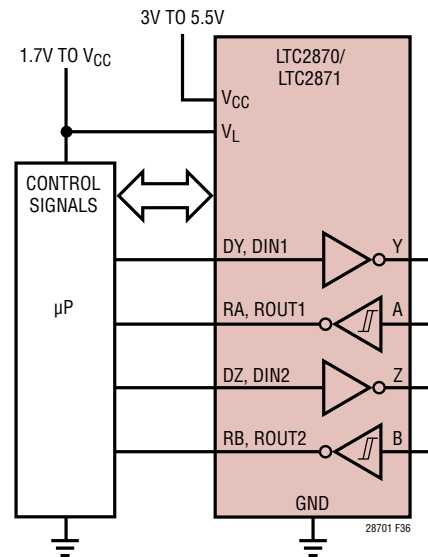 3V TO 5.5V
1.7V TO VCC
LTC2870/
LTC2871
VCC
VL
CONTROL
SIGNALS
µP
DY, DIN1
Y
RA, ROUT1
A
DZ, DIN2
Z
RB, ROUT2
B
GND
28701 F36